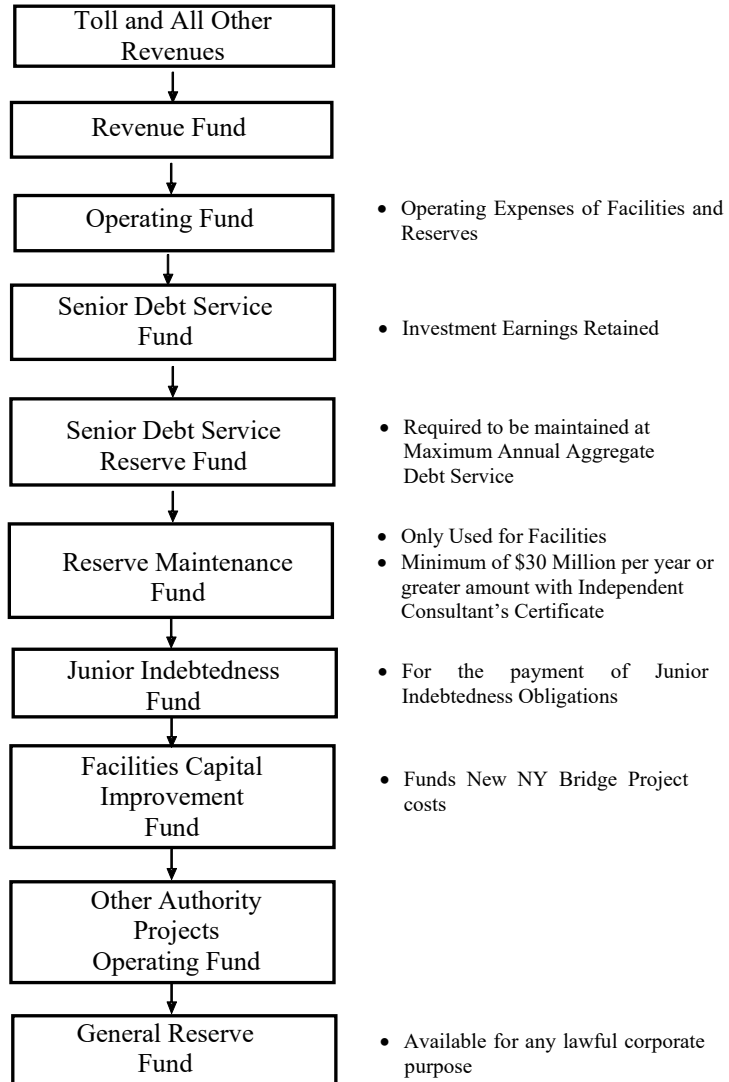 Toll and All Other
Revenues
Revenue Fund
Operating Fund
• Operating Expenses of Facilities and
Reserves
Senior Debt Service
Fund
• Investment Earnings Retained
Senior Debt Service
Reserve Fund
• Required to be maintained at
Maximum Annual Aggregate
Debt Service
Reserve Maintenance
Fund
• Only Used for Facilities
• Minimum of $30 Million per year or
greater amount with Independent
Consultant’s Certificate
Junior Indebtedness
Fund
• For the payment of Junior
Indebtedness Obligations
Facilities Capital
Improvement
Fund
• Funds New NY Bridge Project
costs
Other Authority
Projects
Operating Fund
General Reserve
Fund
• Available for any lawful corporate
purpose